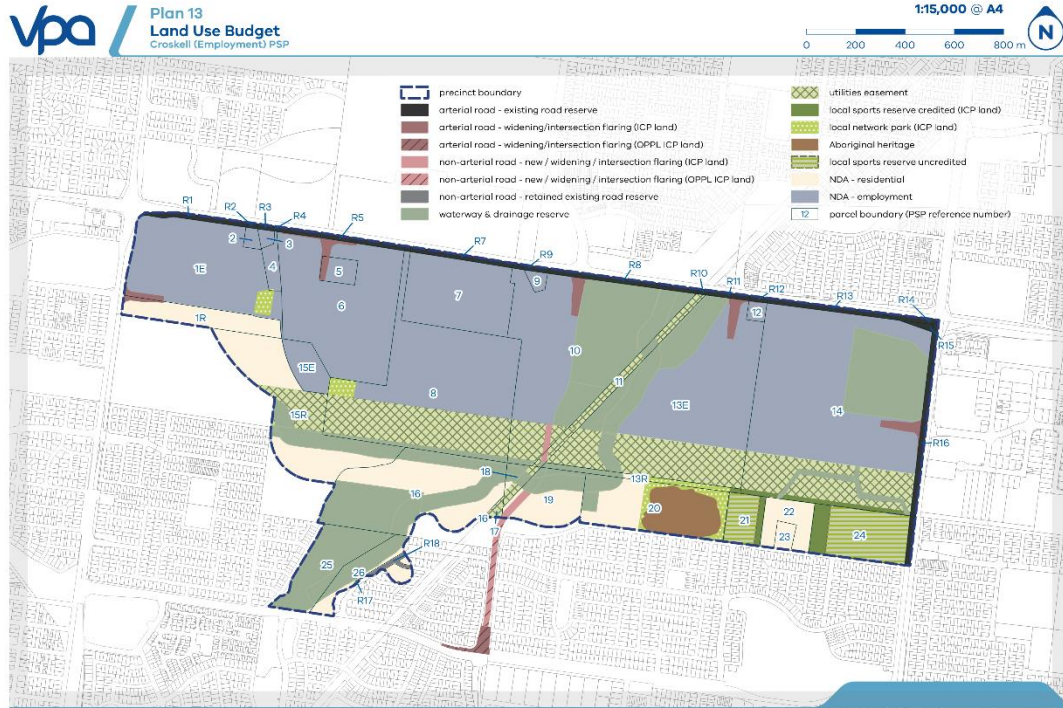 vpa
Plan 13
Land Use Budget
Croskell (Employment) PSP
1:15,000 @ A4
0 200 400 600 800 m
N
precinct boundary
arterial road - existing road reserve
arterial road - widening/intersection flaring (ICP land)
arterial road - widening/intersection flaring (OPPL ICP land)
non-arterial road - new / widening / intersection flaring (ICP land)
non-arterial road - new / widening / intersection flaring (OPPL ICP land)
non-arterial road - retained existing road reserve
waterway & drainage reserve
utilities easement
local sports reserve credited (ICP land)
local network park (ICP land)
Aboriginal heritage
local sports reserve uncredited
NDA - residential
NDA - employment
12 parcel boundary (PSP reference number)
R1
R2
R3
R4
R5
R7
R9
R8
R10
R11
R12
R13
R14
R15
R16
2
3
1E
4
5
6
7
9
12
1R
15E
8
10
11
13E
14
15R
16
18
13R
19
20
21
22
23
24
16
17
25
26
R18
R17